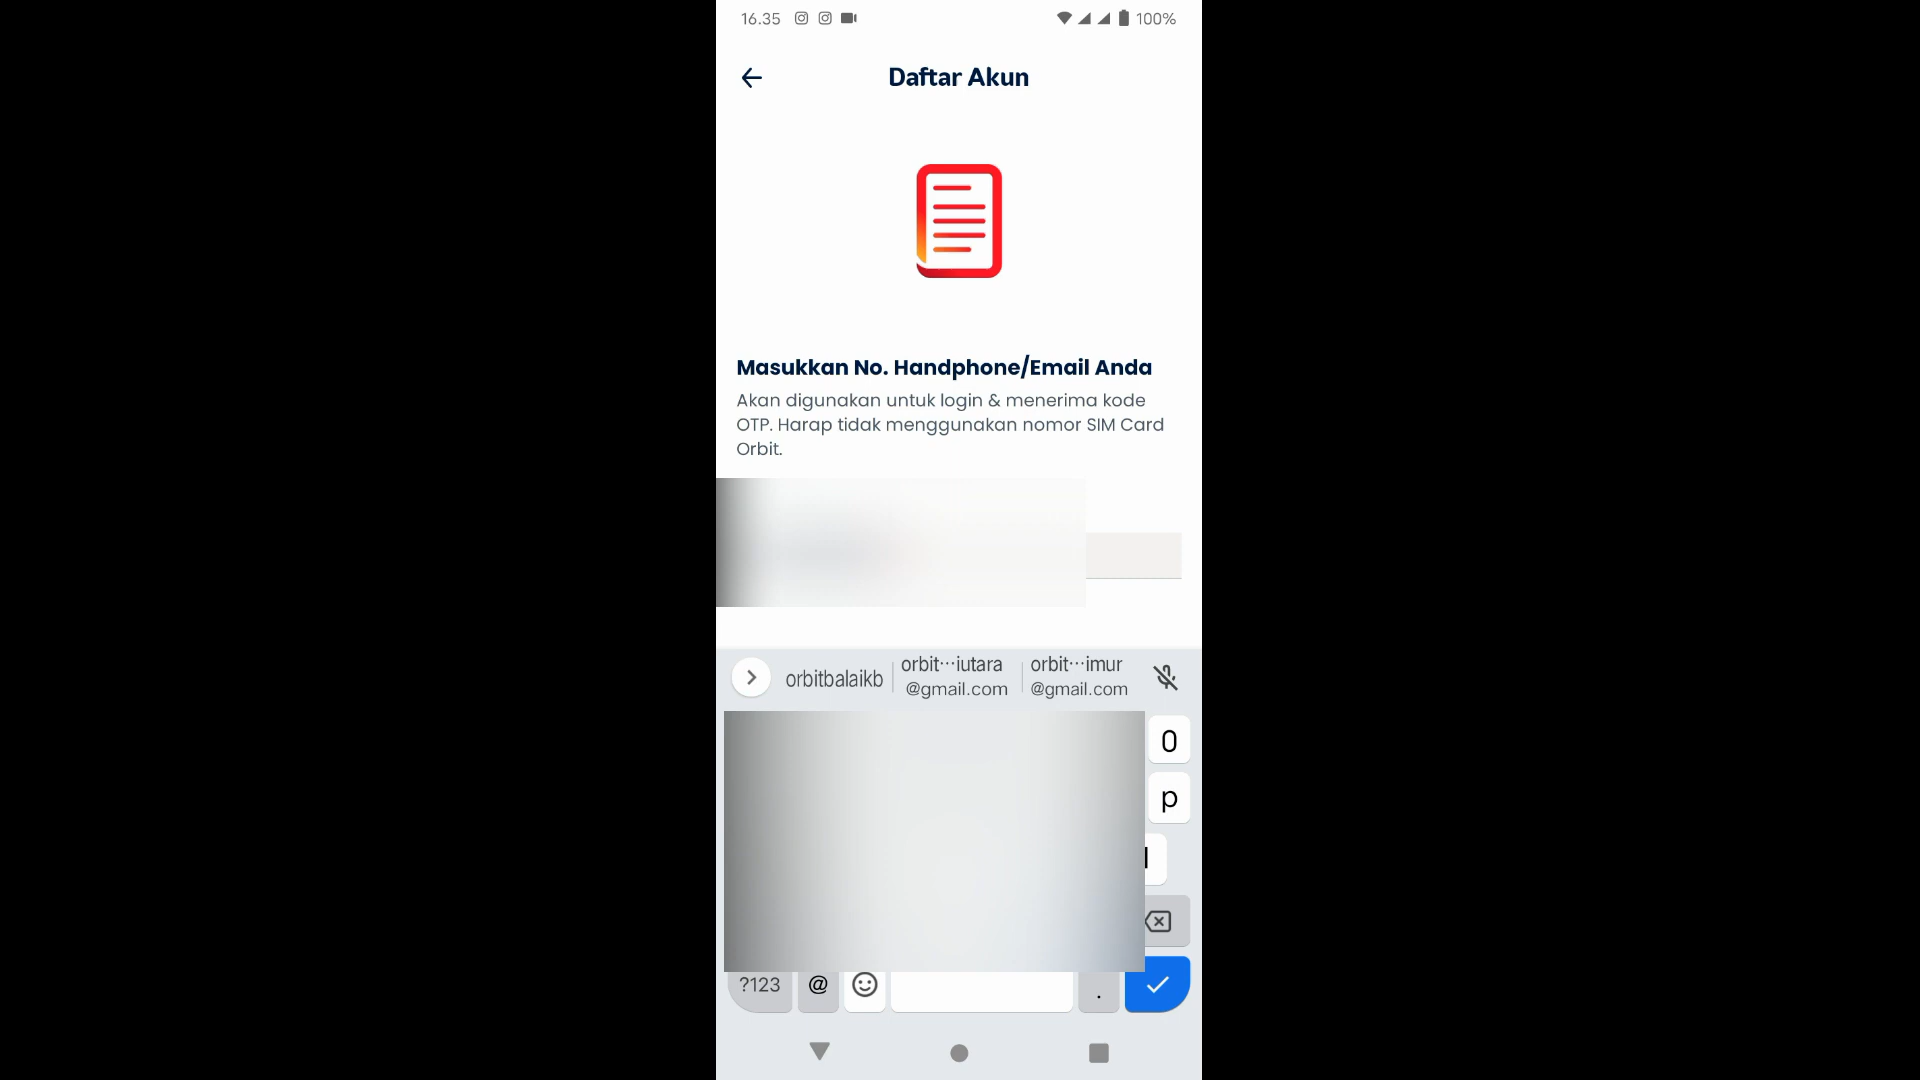 16.35
100%
Daftar Akun
Masukkan No. Handphone/Email Anda
Akan digunakan untuk login & menerima kode
OTP. Harap tidak menggunakan nomor SIM Card
Orbit.
orbitbalaikb
orbit···iutara
@gmail.com
orbit···imur
@gmail.com
0
p
l
?123 @ .